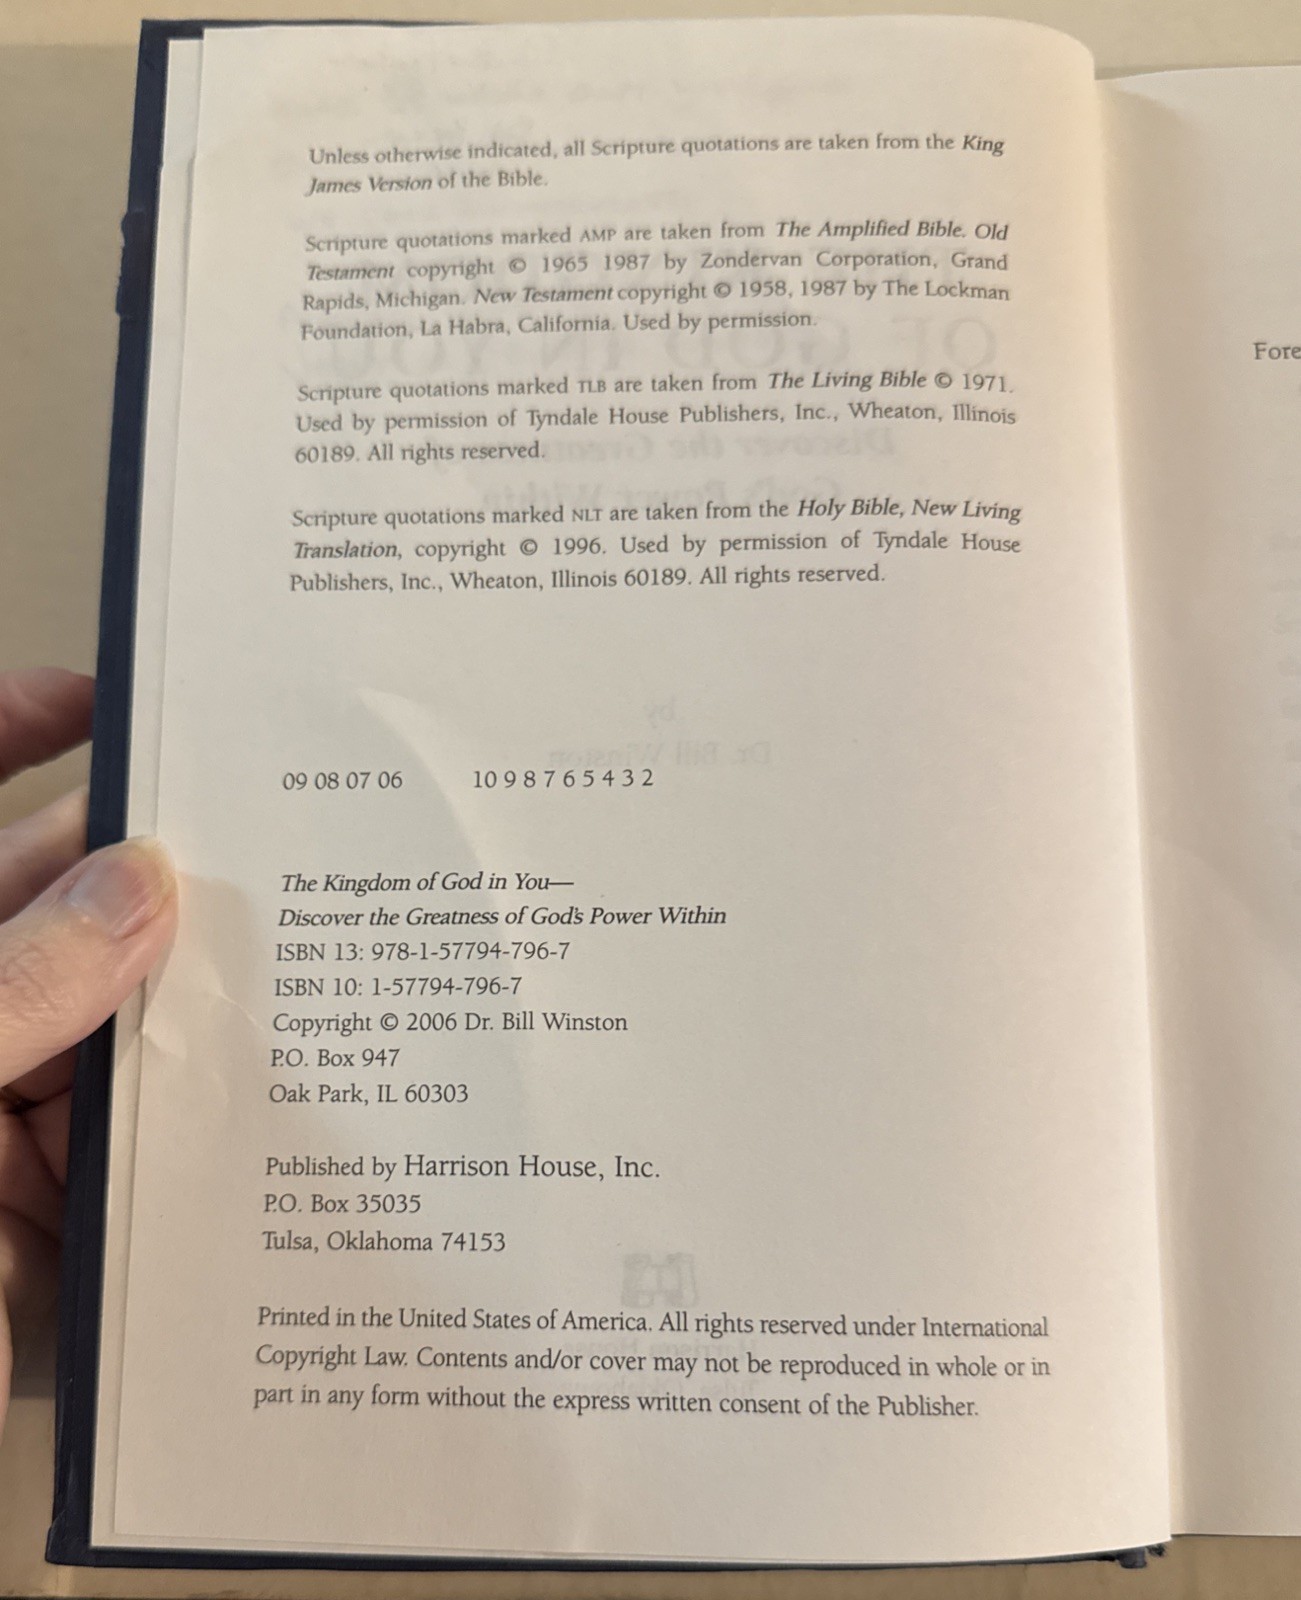 Unless otherwise indicated, all Scripture quotations are taken from the King
James Version of the Bible.
Scripture quotations marked AMP are taken from The Amplified Bible. Old
Testament copyright © 1965 1987 by Zondervan Corporation, Grand
Rapids, Michigan. New Testament copyright © 1958, 1987 by The Lockman
Foundation, La Habra, California. Used by permission.
Scripture quotations marked TLB are taken from The Living Bible © 1971.
Used by permission of Tyndale House Publishers, Inc., Wheaton, Illinois
60189. All rights reserved.
Scripture quotations marked NLT are taken from the Holy Bible, New Living
Translation, copyright © 1996. Used by permission of Tyndale House
Publishers, Inc., Wheaton, Illinois 60189. All rights reserved.
09 08 07 06 10 9 8 7 6 5 4 3 2
The Kingdom of God in You—
Discover the Greatness of God's Power Within
ISBN 13: 978-1-57794-796-7
ISBN 10: 1-57794-796-7
Copyright © 2006 Dr. Bill Winston
P.O. Box 947
Oak Park, IL 60303
Published by Harrison House, Inc.
P.O. Box 35035
Tulsa, Oklahoma 74153
Printed in the United States of America. All rights reserved under International
Copyright Law. Contents and/or cover may not be reproduced in whole or in
part in any form without the express written consent of the Publisher.
Fore